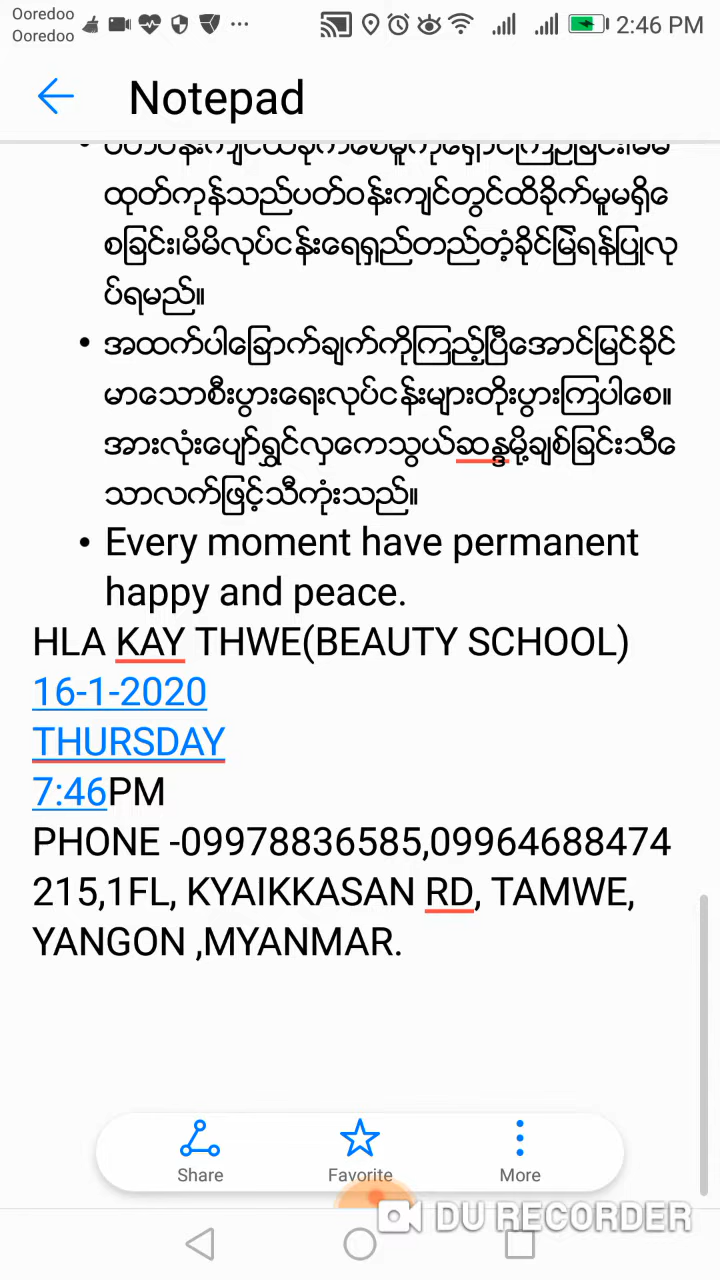 Ooredoo
Ooredoo
2:46 PM
Notepad
ထုတ်ကုန်သည်ပတ်ဝန်းကျင်တွင်ထိခိုက်မှုမရှိေ
စခြင်း၊မိမိလုပ်ငန်းရေရှည်တည်တံ့ခိုင်မြဲရန်ပြုလု
ပ်ရမည်။
• အထက်ပါခြောက်ချက်ကိုကြည့်ပြီအောင်မြင်ခိုင်
မာသောစီးပွားရေးလုပ်ငန်းများတိုးပွားကြပါစေ။
အားလုံးပျော်ရွှင်လှကေသွယ်ဆန္ဒမို့ချစ်ခြင်းသီေ
သာလက်ဖြင့်သီကုံးသည်။
• Every moment have permanent
happy and peace.
HLA KAY THWE(BEAUTY SCHOOL)
16-1-2020
THURSDAY
7:46PM
PHONE -09978836585,09964688474
215,1FL, KYAIKKASAN RD, TAMWE,
YANGON ,MYANMAR.
Share
Favorite
More
DU RECORDER